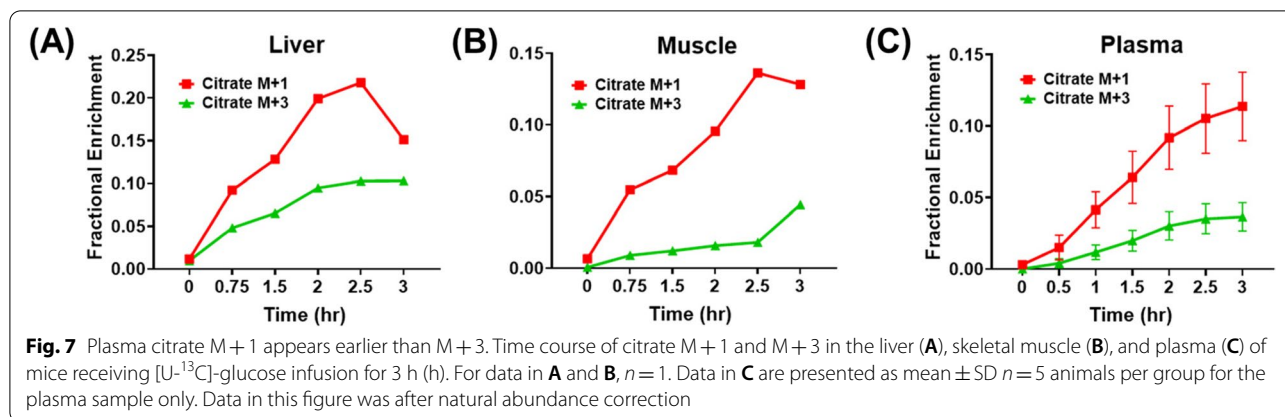 (A) Liver
Fractional Enrichment
0.25
0.20
0.15
0.10
0.05
0.00
Citrate M+1
Citrate M+3
0 0.75 1.5 2 2.5 3
Time (hr)
(B) Muscle
0.15
0.10
0.05
0.00
Citrate M+1
Citrate M+3
0 0.75 1.5 2 2.5 3
Time (hr)
(C) Plasma
Fractional Enrichment
0.15
0.10
0.05
0.00
Citrate M+1
Citrate M+3
0 0.5 1 1.5 2 2.5 3
Time (hr)
Fig. 7 Plasma citrate M + 1 appears earlier than M + 3. Time course of citrate M + 1 and M + 3 in the liver (A), skeletal muscle (B), and plasma (C) of
mice receiving [U-¹³C]-glucose infusion for 3 h (h). For data in A and B, n = 1. Data in C are presented as mean ± SD n = 5 animals per group for the
plasma sample only. Data in this figure was after natural abundance correction